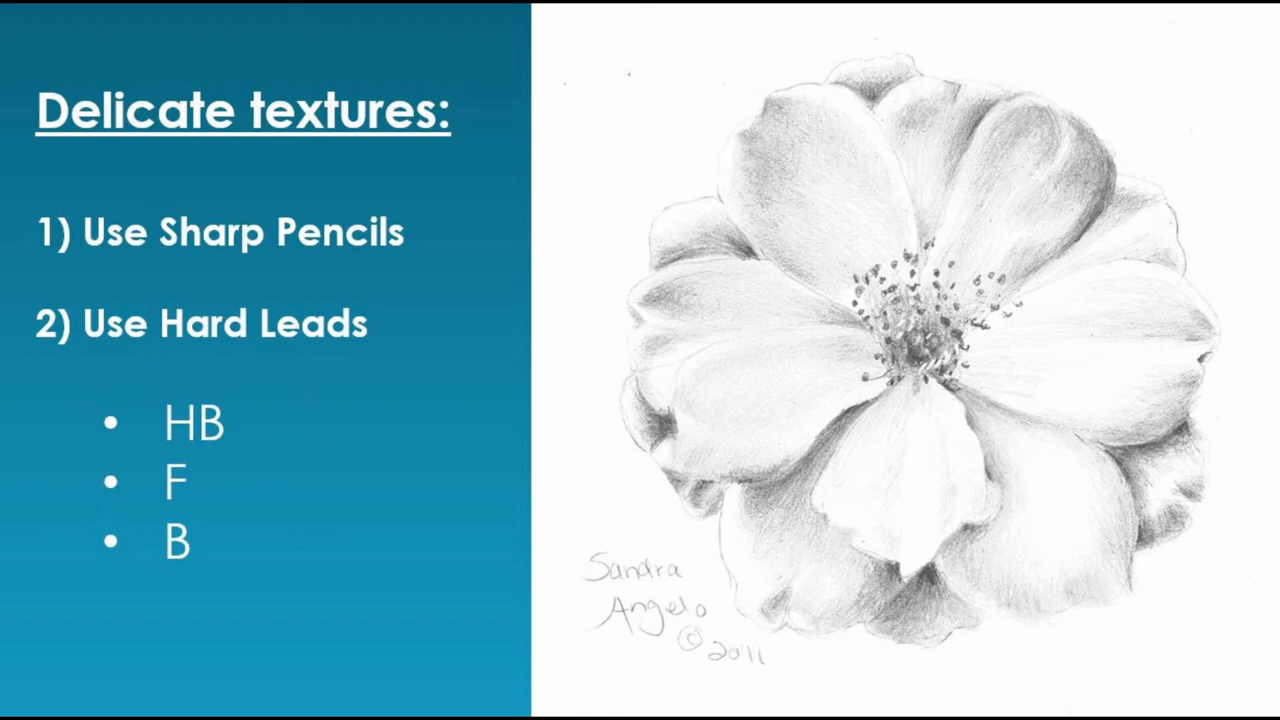 Delicate textures:
1) Use Sharp Pencils
2) Use Hard Leads
• HB
• F
• B
Sandra
Angelo
© 2011